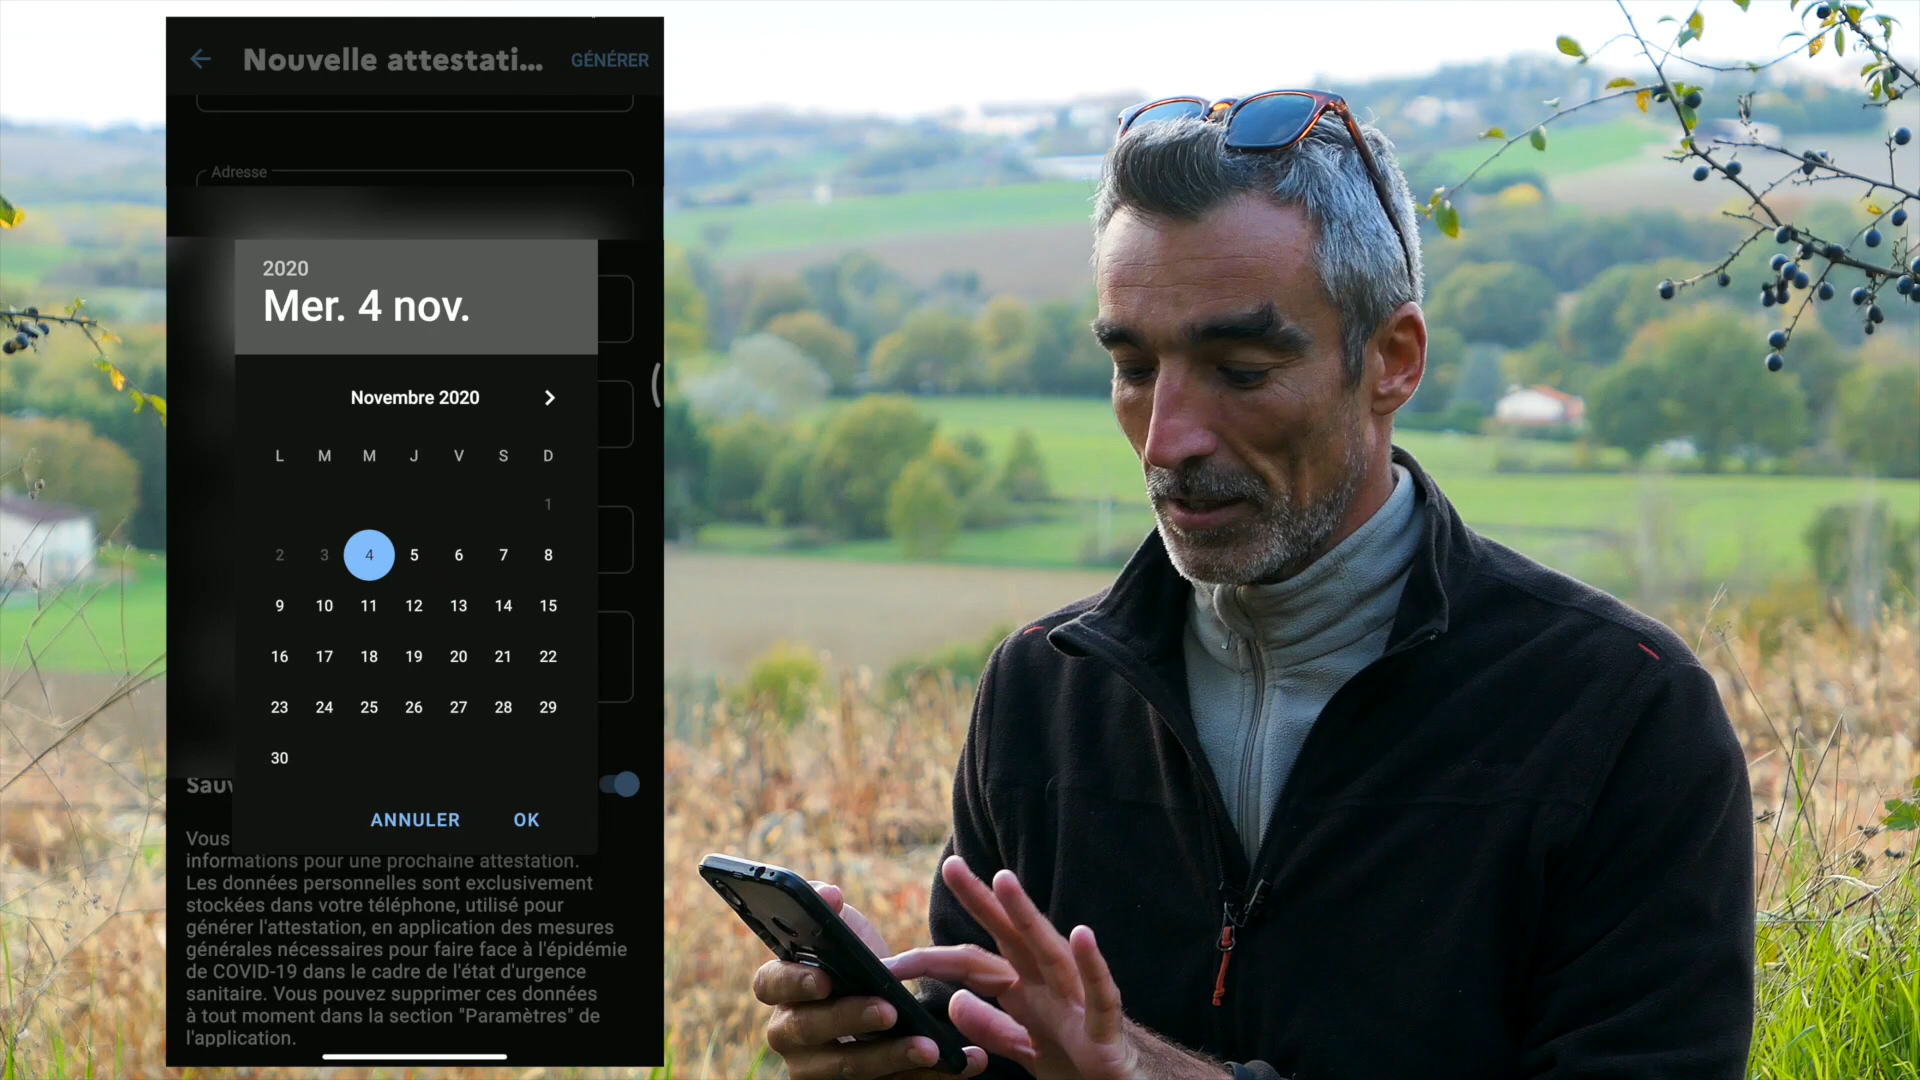 Nouvelle attestati...
GÉNÉRER
Adresse
2020
Mer. 4 nov.
Novembre 2020
L M M J V S D
1
2 3 4 5 6 7 8
9 10 11 12 13 14 15
16 17 18 19 20 21 22
23 24 25 26 27 28 29
30
ANNULER OK
Vous
informations pour une prochaine attestation.
Les données personnelles sont exclusivement
stockées dans votre téléphone, utilisé pour
générer l'attestation, en application des mesures
générales nécessaires pour faire face à l'épidémie
de COVID-19 dans le cadre de l'état d'urgence
sanitaire. Vous pouvez supprimer ces données
à tout moment dans la section "Paramètres" de
l'application.